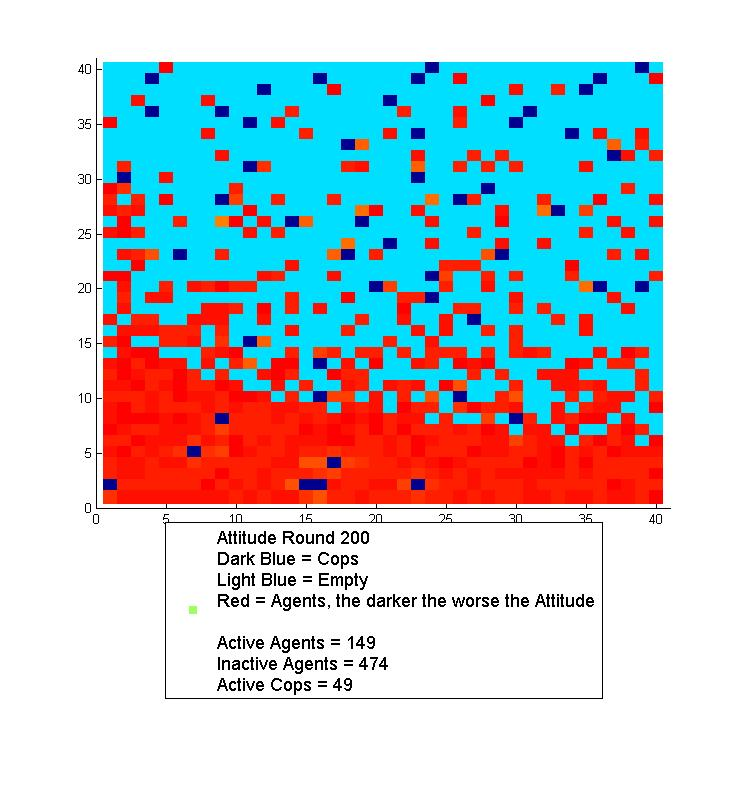 40
35
30
25
20
15
10
5
0
0 5 10 15 20 25 30 35 40
Attitude Round 200
Dark Blue = Cops
Light Blue = Empty
Red = Agents, the darker the worse the Attitude
Active Agents = 149
Inactive Agents = 474
Active Cops = 49